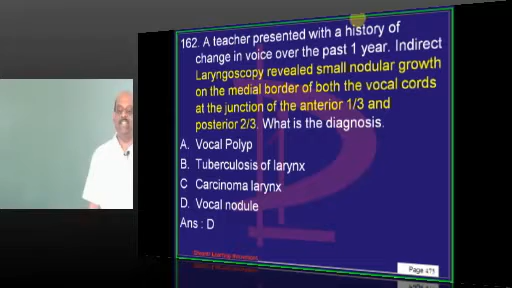 162. A teacher presented with a history of
change in voice over the past 1 year. Indirect
Laryngoscopy revealed small nodular growth
on the medial border of both the vocal cords
at the junction of the anterior 1/3 and
posterior 2/3. What is the diagnosis.
A. Vocal Polyp
B. Tuberculosis of larynx
C Carcinoma larynx
D. Vocal nodule
Ans : D
Page 475